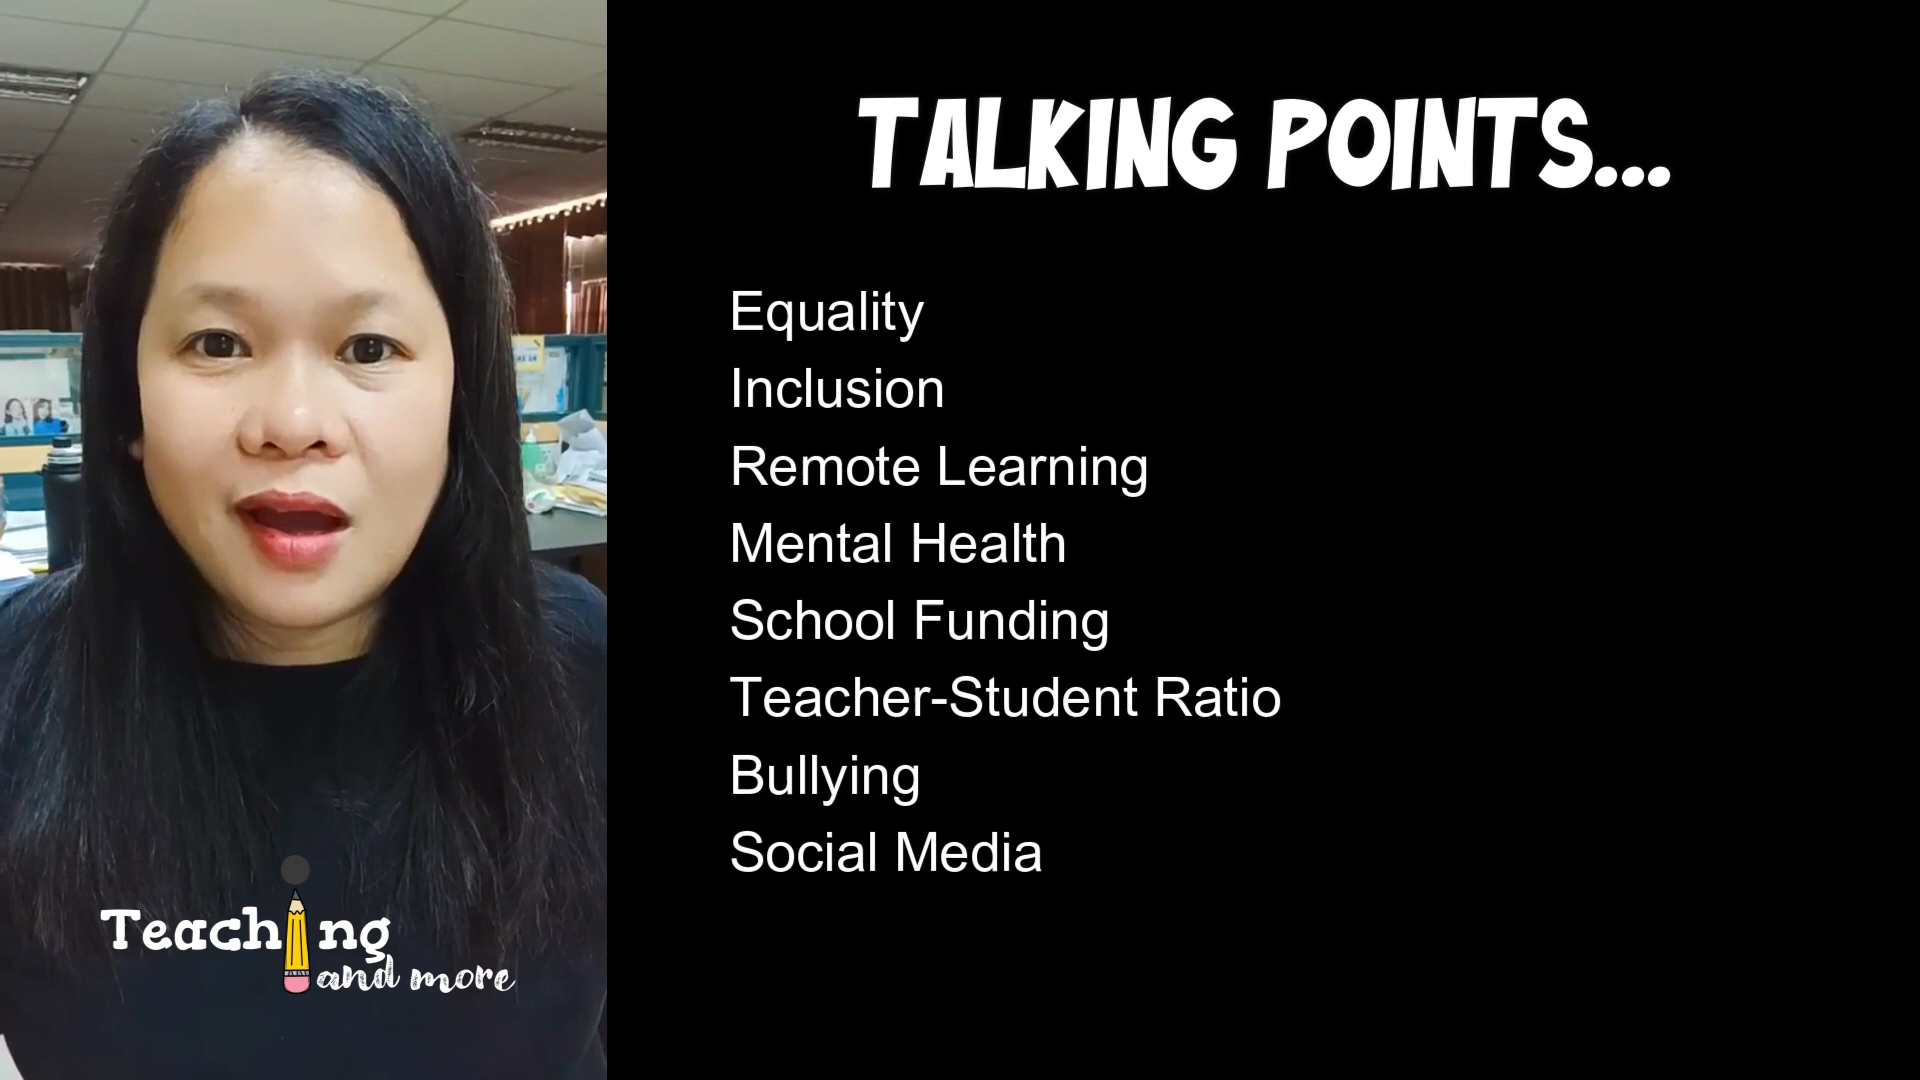 TALKING POINTS...
Equality
Inclusion
Remote Learning
Mental Health
School Funding
Teacher-Student Ratio
Bullying
Social Media
Teaching
and more